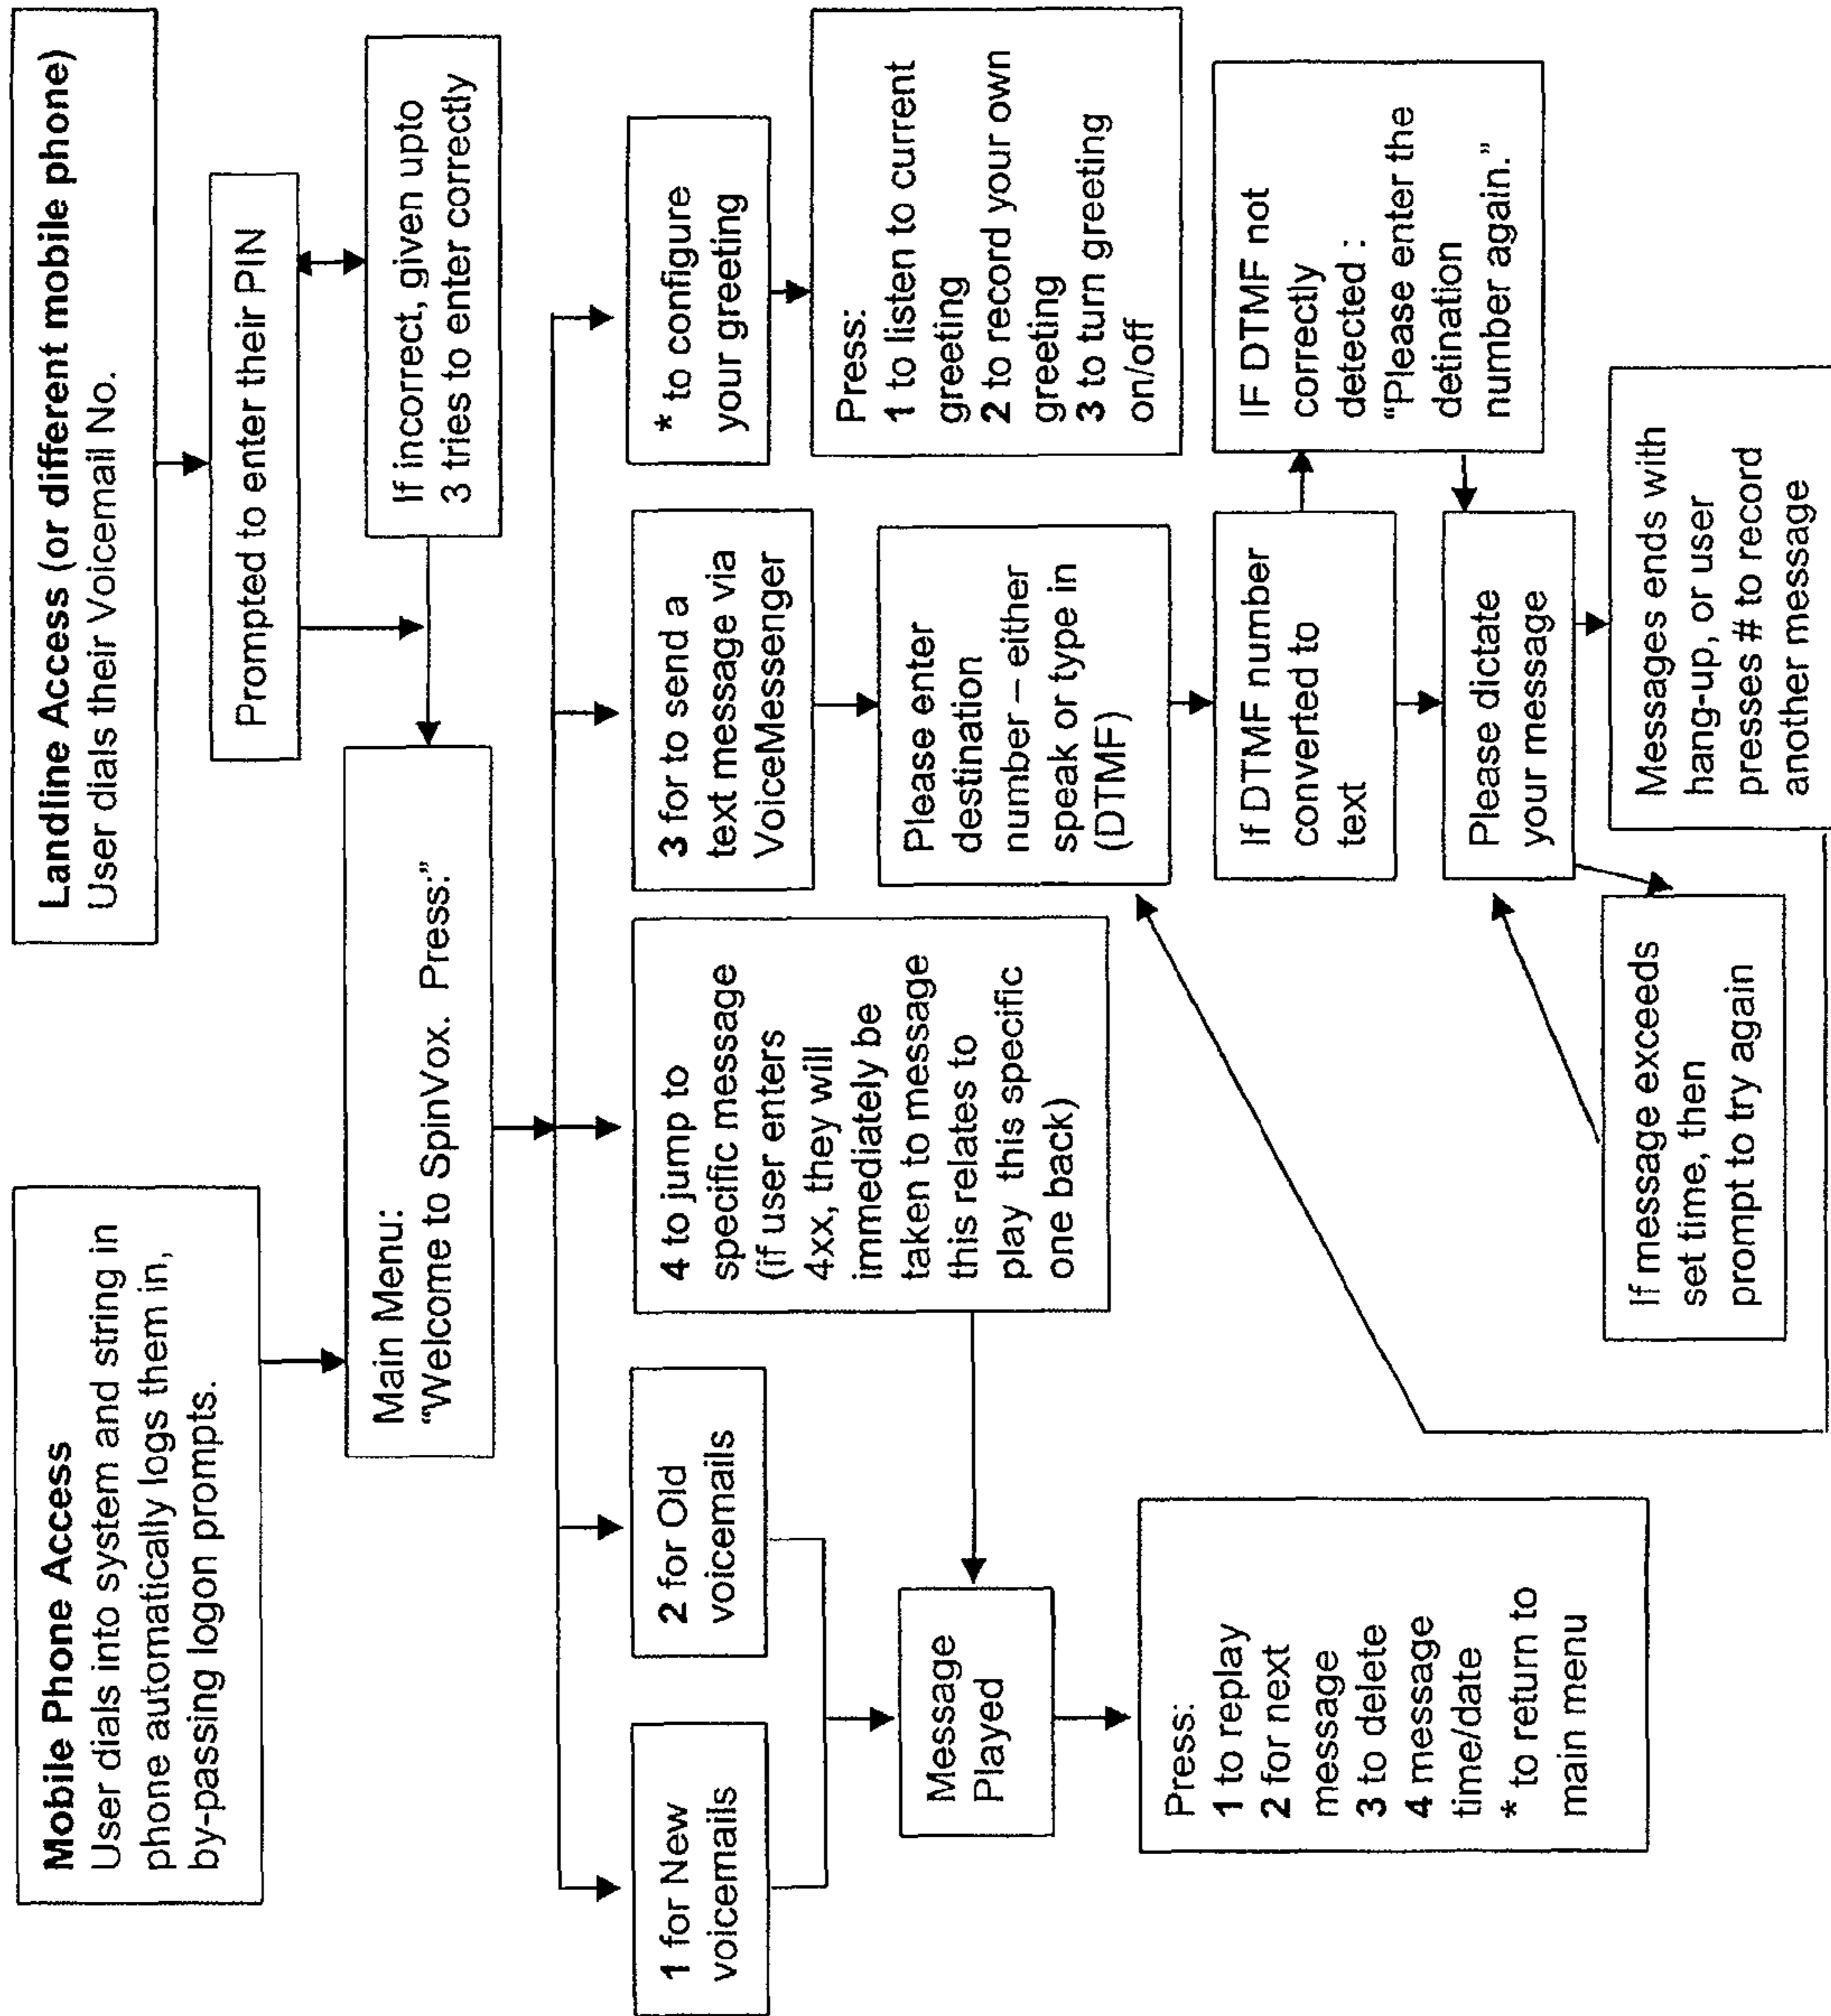 Mobile Phone Access
User dials into system and string in
phone automatically logs them in,
by-passing logon prompts.
Landline Access (or different mobile phone)
User dials their Voicemail No.
Prompted to enter their PIN
If incorrect, given upto
3 tries to enter correctly
Main Menu:
“Welcome to SpinVox. Press:”
1 for New
voicemails
2 for Old
voicemails
4 to jump to
specific message
(if user enters
4xx, they will
immediately be
taken to message
this relates to
play this specific
one back)
3 for to send a
text message via
VoiceMessenger
* to configure
your greeting
Message
Played
Press:
1 to replay
2 for next
message
3 to delete
4 message
time/date
* to return to
main menu
Please enter
destination
number – either
speak or type in
(DTMF)
Press:
1 to listen to current
greeting
2 to record your own
greeting
3 to turn greeting
on/off
If DTMF number
converted to
text
IF DTMF not
correctly
detected :
“Please enter the
detination
number again.”
Please dictate
your message
If message exceeds
set time, then
prompt to try again
Messages ends with
hang-up, or user
presses # to record
another message